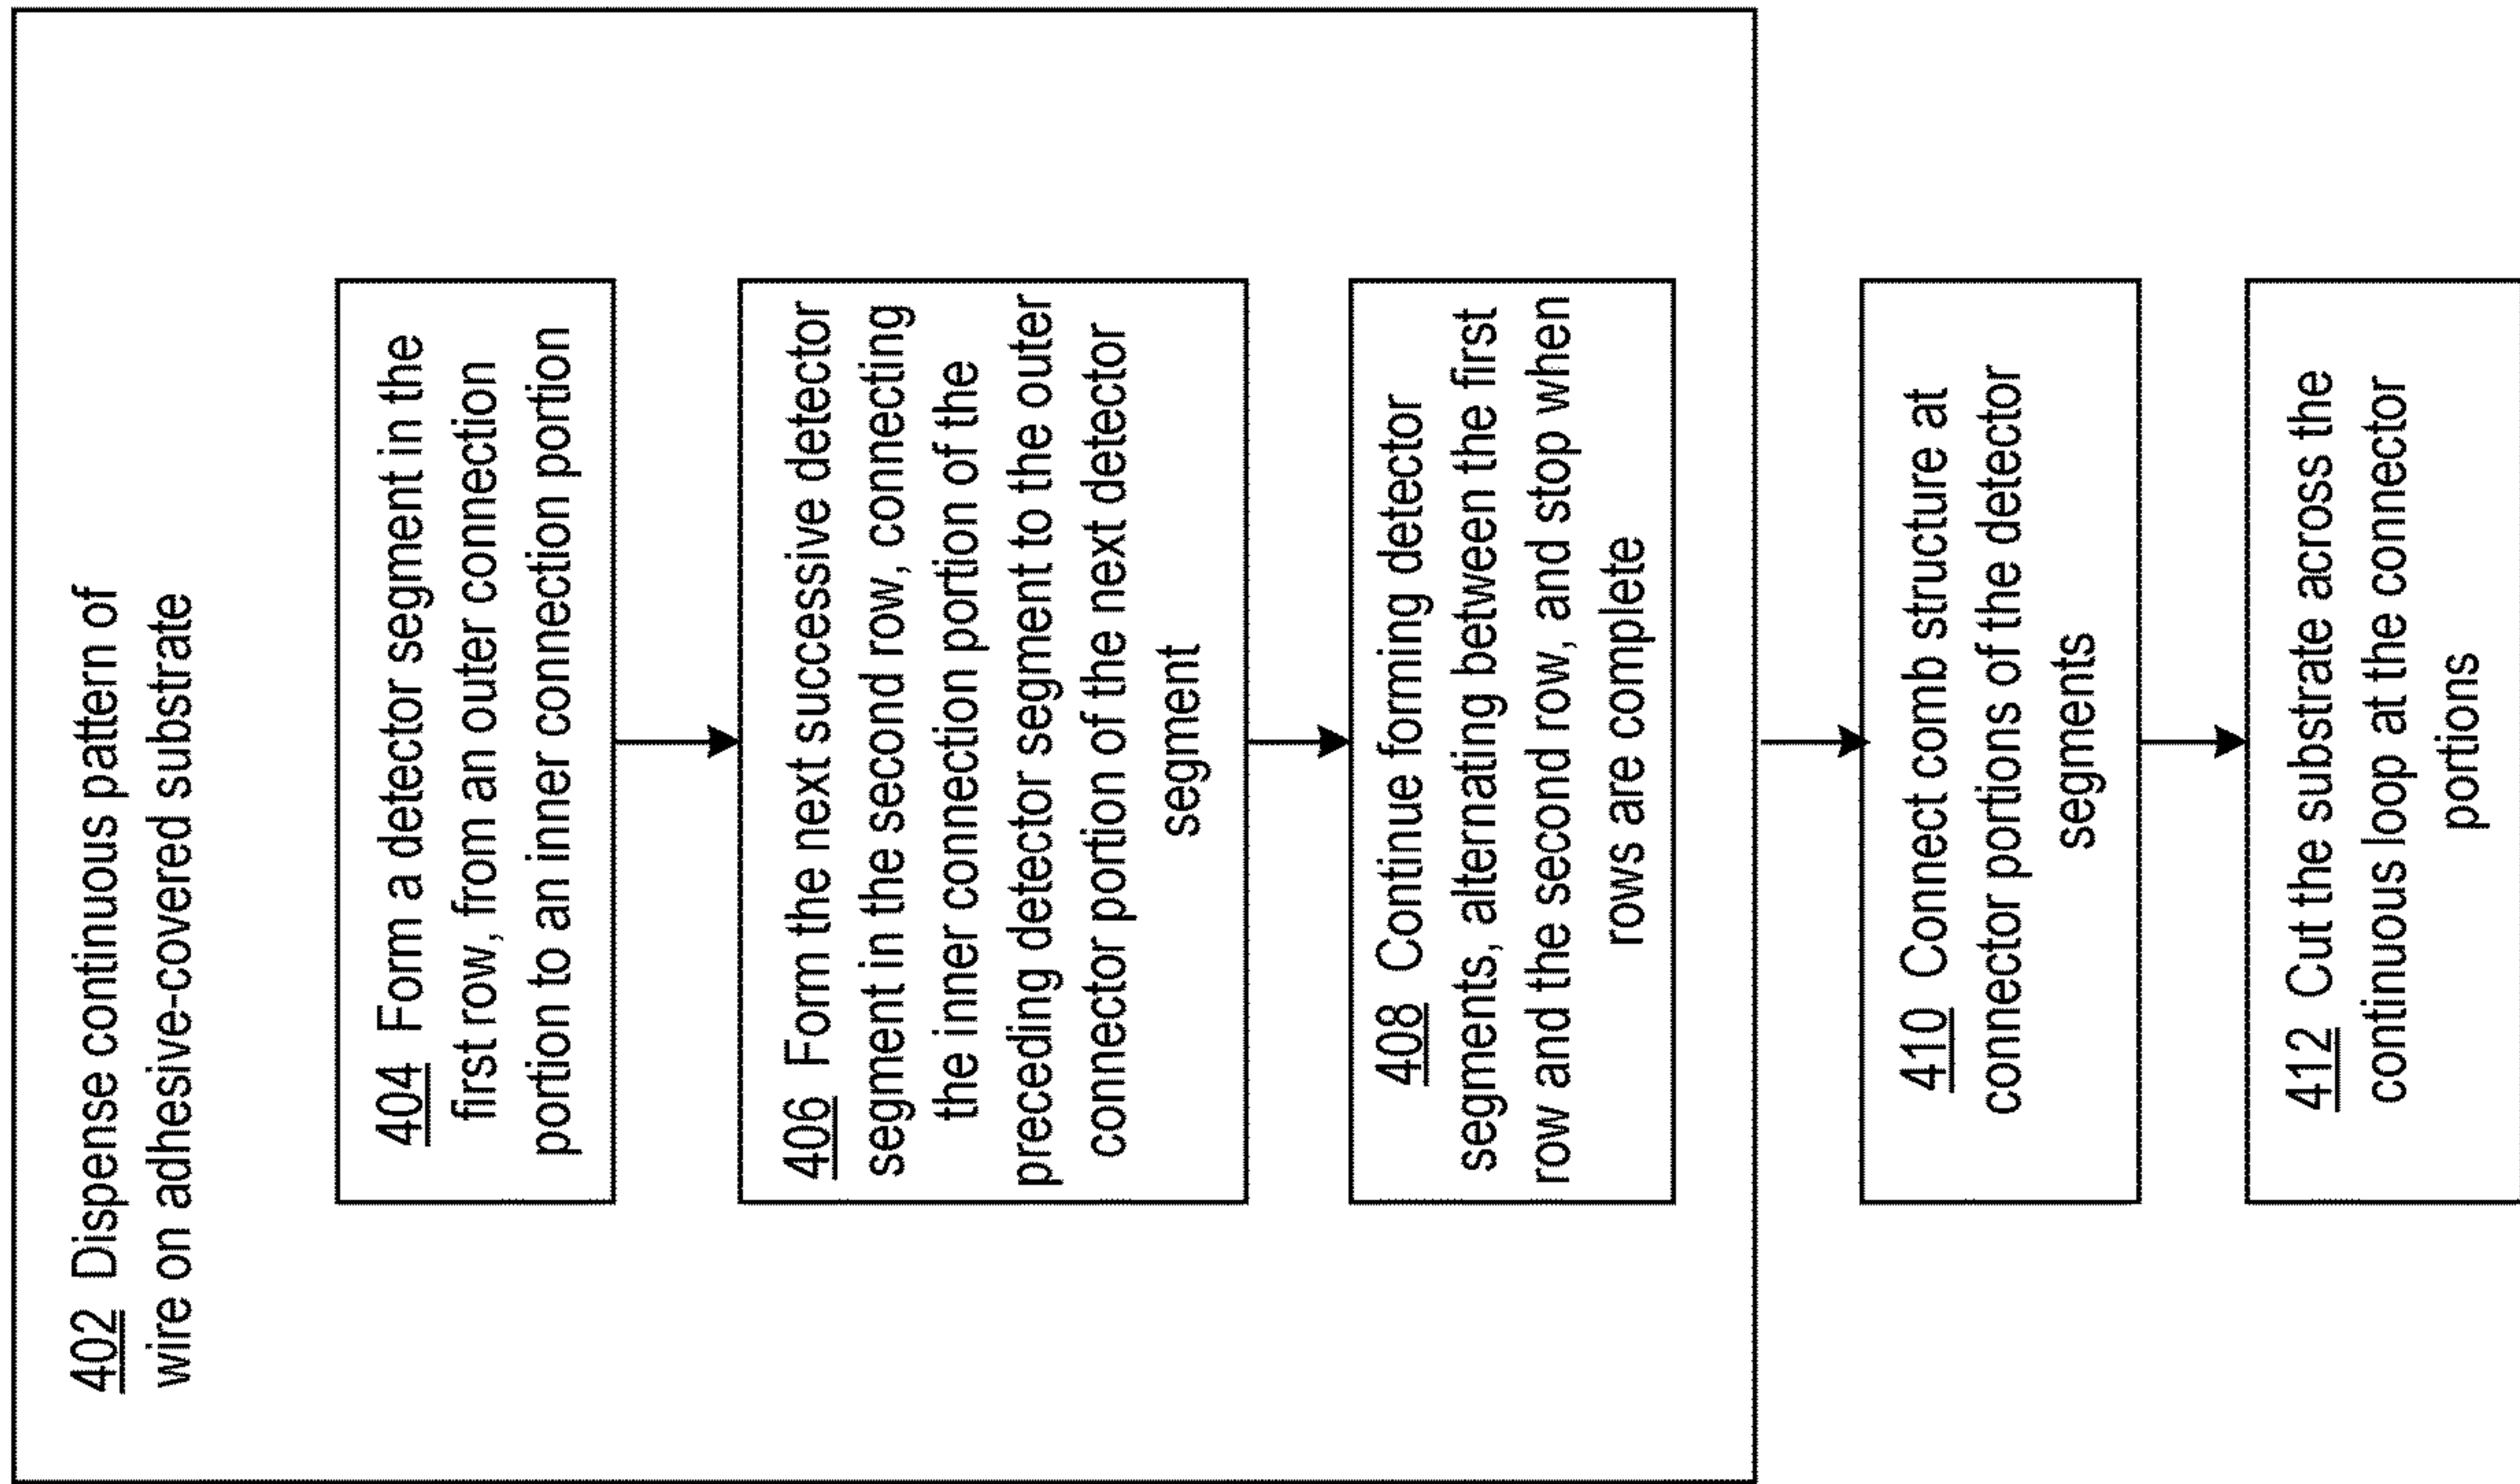 402 Dispense continuous pattern of
wire on adhesive-covered substrate
404 Form a detector segment in the
first row, from an outer connection
portion to an inner connection portion
406 Form the next successive detector
segment in the second row, connecting
the inner connection portion of the
preceding detector segment to the outer
connector portion of the next detector
segment
408 Continue forming detector
segments, alternating between the first
row and the second row, and stop when
rows are complete
410 Connect comb structure at
connector portions of the detector
segments
412 Cut the substrate across the
continuous loop at the connector
portions